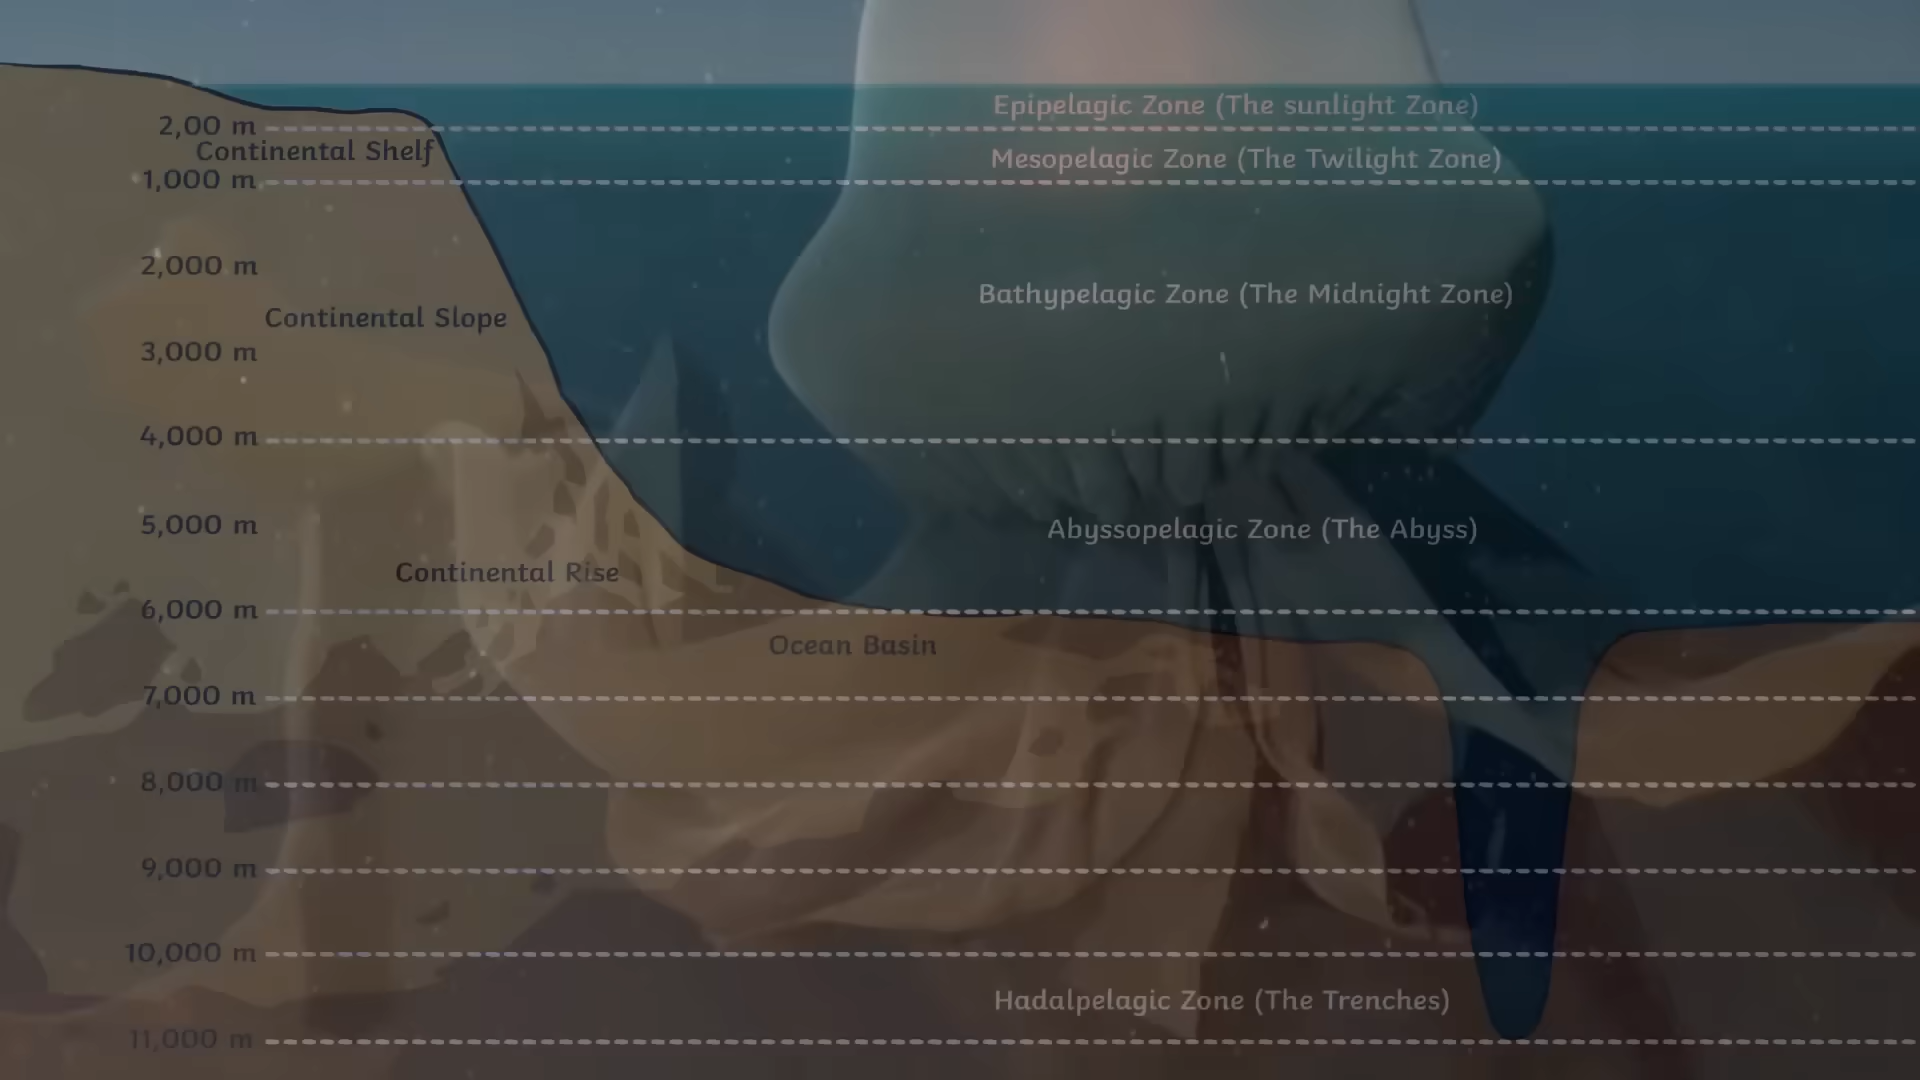 Epipelagic Zone (The sunlight Zone)
2,00 m
Continental Shelf
Mesopelagic Zone (The Twilight Zone)
1,000 m
2,000 m
Bathypelagic Zone (The Midnight Zone)
Continental Slope
3,000 m
4,000 m
5,000 m
Abyssopelagic Zone (The Abyss)
Continental Rise
6,000 m
Ocean Basin
7,000 m
8,000 m
9,000 m
10,000 m
Hadalpelagic Zone (The Trenches)
11,000 m